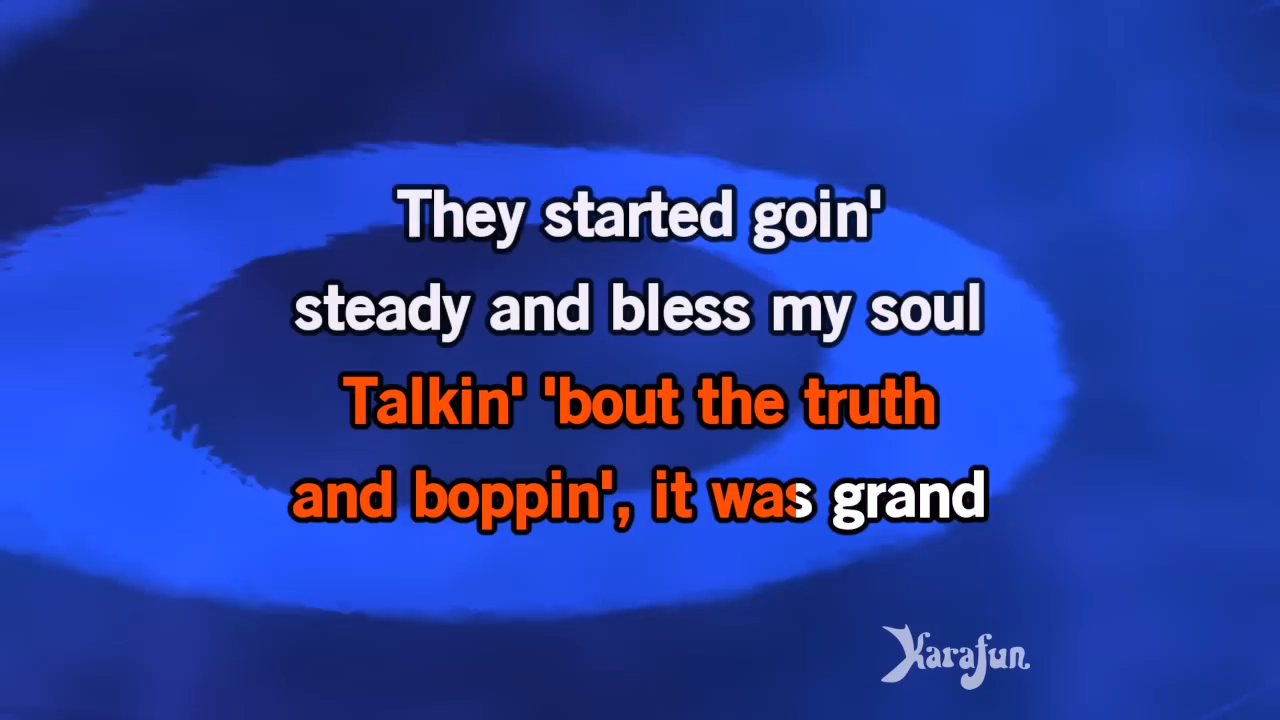 They started goin'
steady and bless my soul
Talkin' 'bout the truth
and boppin', it was grand
Karafun